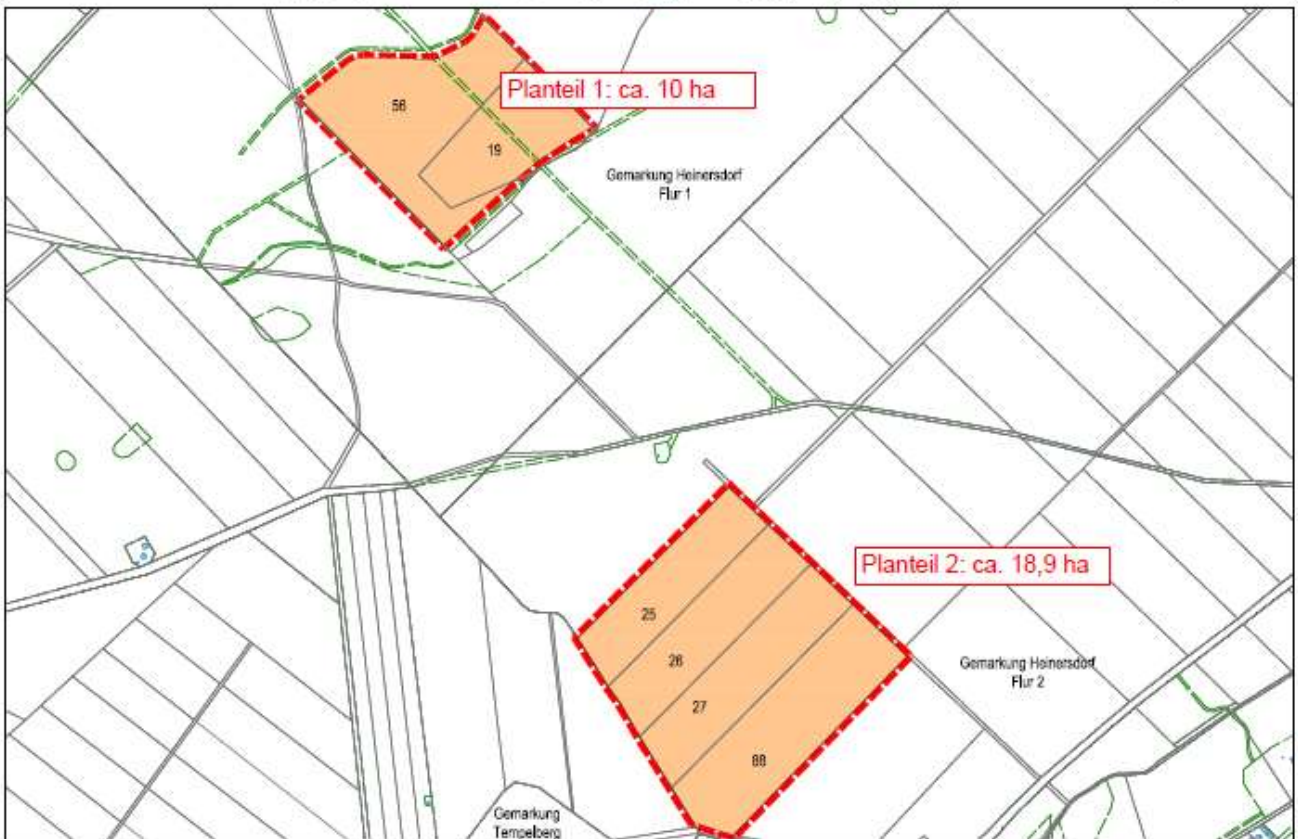 Planteil 1: ca. 10 ha
56
19
Gemarkung Heinersdorf
Flur 1
Planteil 2: ca. 18,9 ha
25
26
27
88
Gemarkung Heinersdorf
Flur 2
Gemarkung
Tempelberg